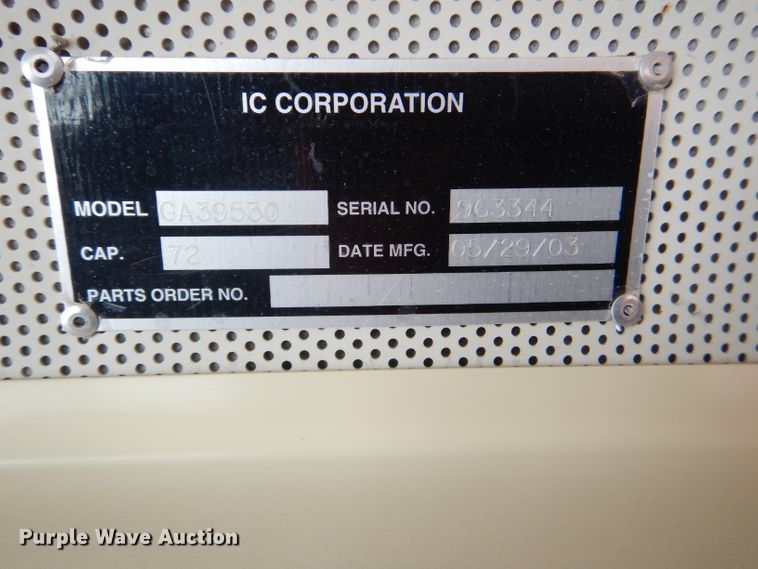 IC CORPORATION
MODEL GA39530 SERIAL NO. 963344
CAP. 72 DATE MFG. 05/29/03
PARTS ORDER NO.
Purple Wave Auction